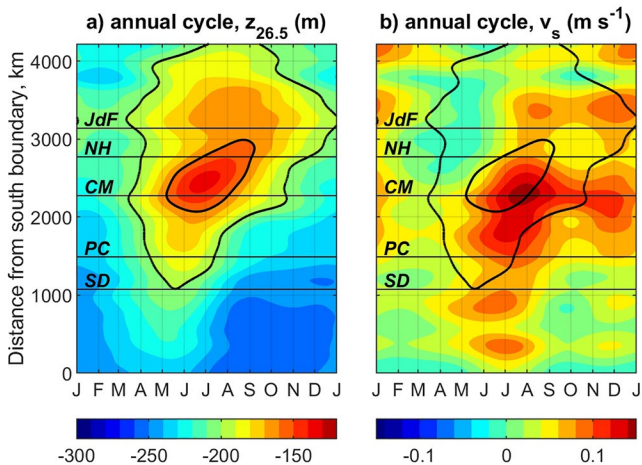 a) annual cycle, z26.5 (m)
b) annual cycle, vs (m s-1)
Distance from south boundary, km
4000
3000
2000
1000
0
JdF
NH
CM
PC
SD
JdF
NH
CM
PC
SD
J F M A M J J A S O N D J
J F M A M J J A S O N D J
-300 -250 -200 -150
-0.1 0 0.1